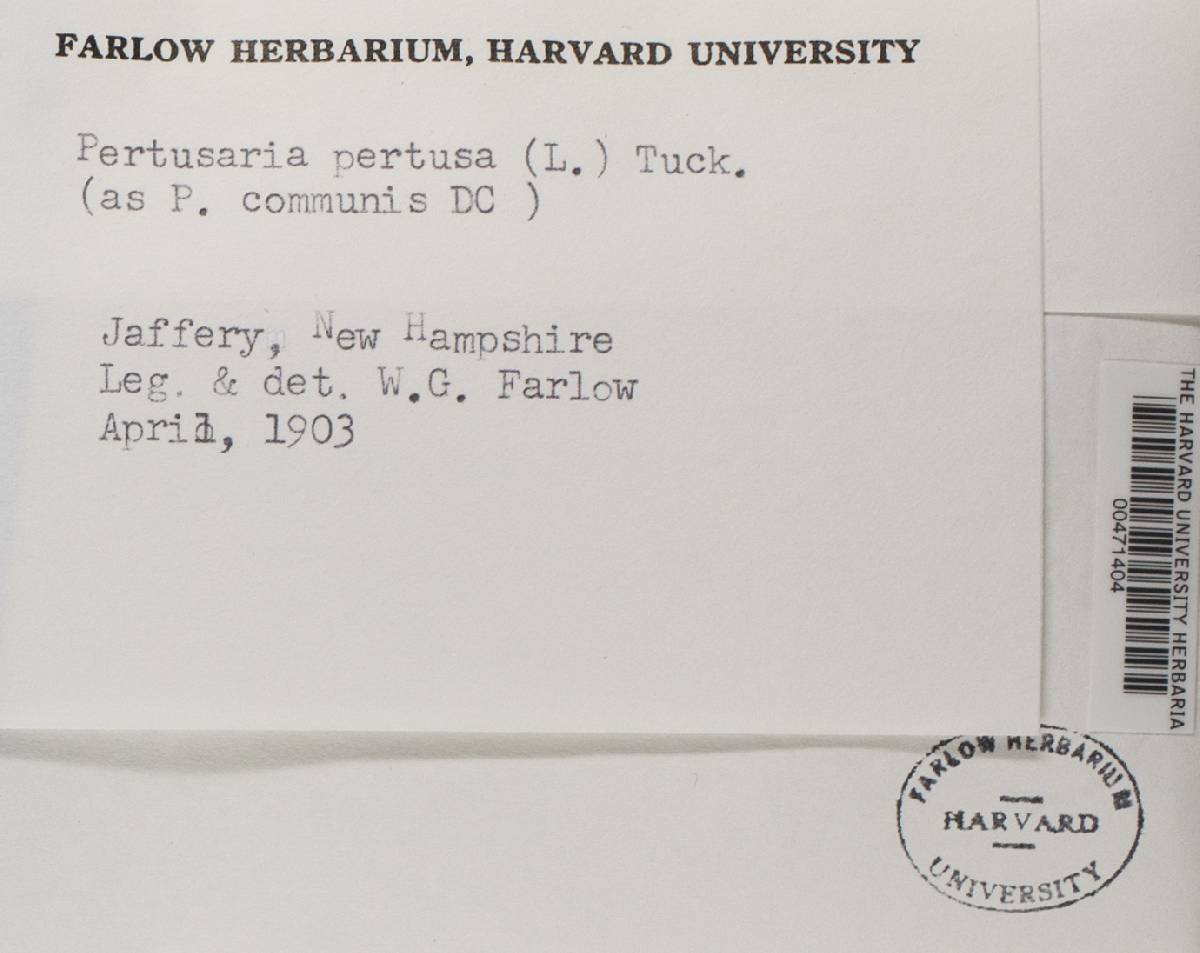 FARLOW HERBARIUM, HARVARD UNIVERSITY
Pertusaria pertusa (L.) Tuck.
(as P. communis DC )
Jaffery, New Hampshire
Leg. & det. W.G. Farlow
April, 1903
THE HARVARD UNIVERSITY HERBARIA
00471404
FARLOW HERBARIUM
HARVARD
UNIVERSITY